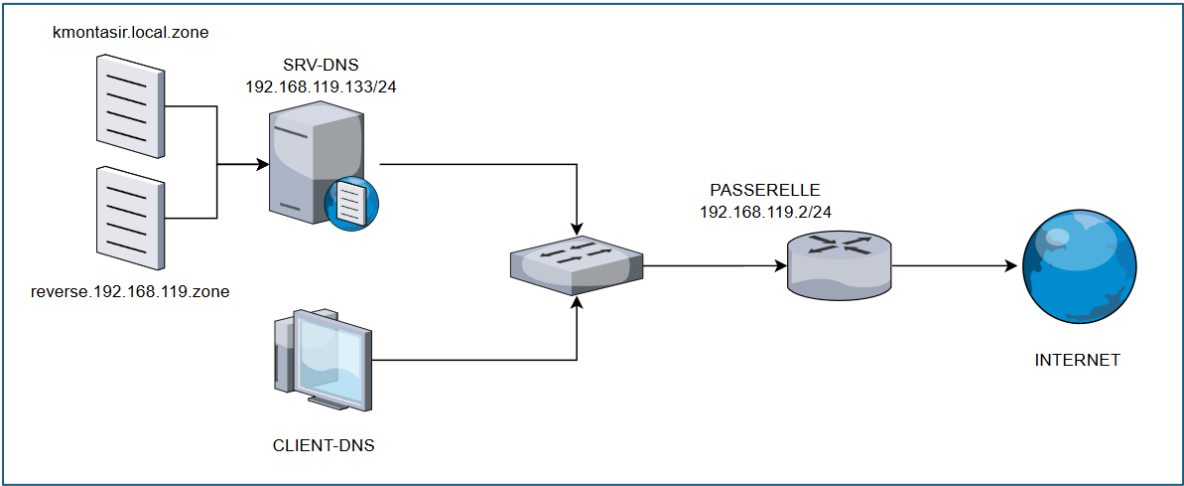 kmontasir.local.zone
SRV-DNS
192.168.119.133/24
reverse.192.168.119.zone
CLIENT-DNS
PASSERELLE
192.168.119.2/24
INTERNET